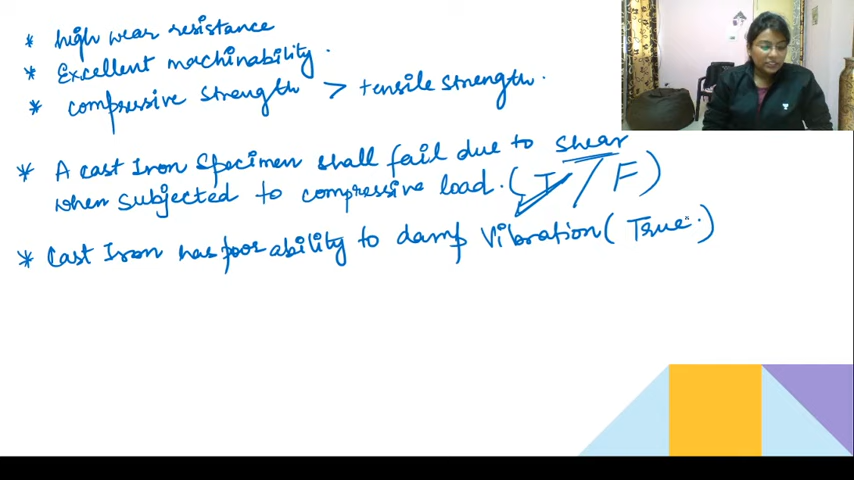 * high wear resistance
* Excellent machinability.
* compressive strength > tensile strength.
* A cast Iron specimen shall fail due to shear
when subjected to compressive load. (T/F)
* Cast Iron has poor ability to damp vibration (True.)